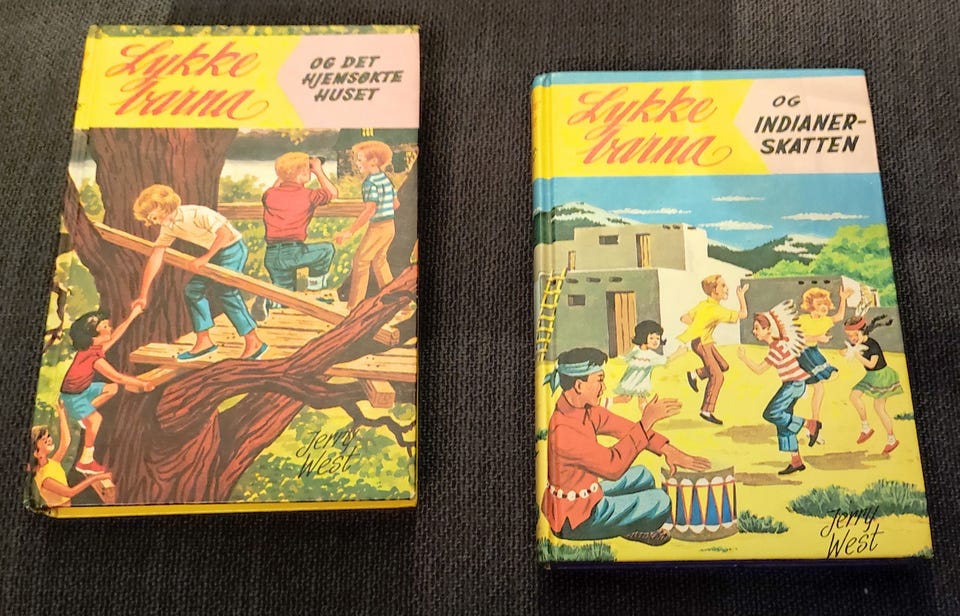 Lykke
barna
OG DET
HJEMSØKTE
HUSET
Jerry
West
Lykke
barna
OG
INDIANER-
SKATTEN
Jerry
West